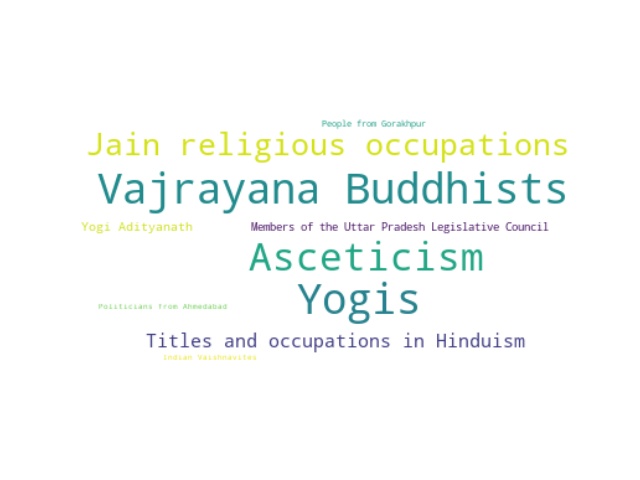 People from Gorakhpur
Jain religious occupations
Vajrayana Buddhists
Yogi Adityanath
Members of the Uttar Pradesh Legislative Council
Asceticism
Yogis
Politicians from Ahmedabad
Titles and occupations in Hinduism
Indian Vaishnavites